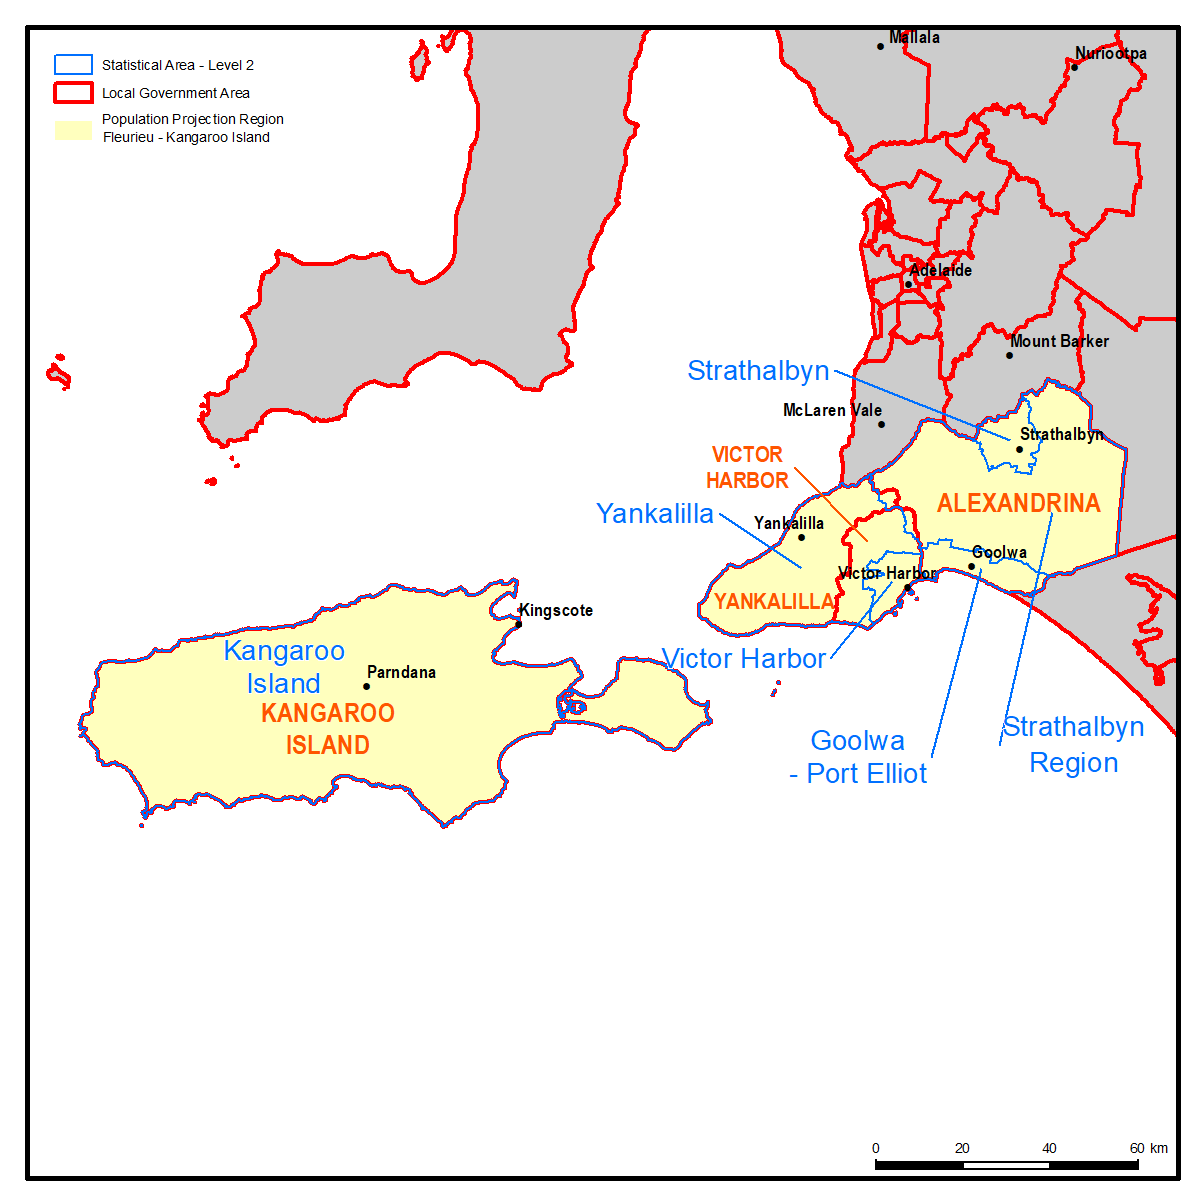 Statistical Area - Level 2
Local Government Area
Population Projection Region
Fleurieu - Kangaroo Island
Mallala
Nuriootpa
Adelaide
Mount Barker
Strathalbyn
McLaren Vale
Strathalbyn
VICTOR
HARBOR
ALEXANDRINA
Yankalilla
Yankalilla
Goolwa
Victor Harbor
YANKALILLA
Kingscote
Kangaroo
Island
Parndana
Victor Harbor
KANGAROO
ISLAND
Goolwa
- Port Elliot
Strathalbyn
Region
0 20 40 60 km